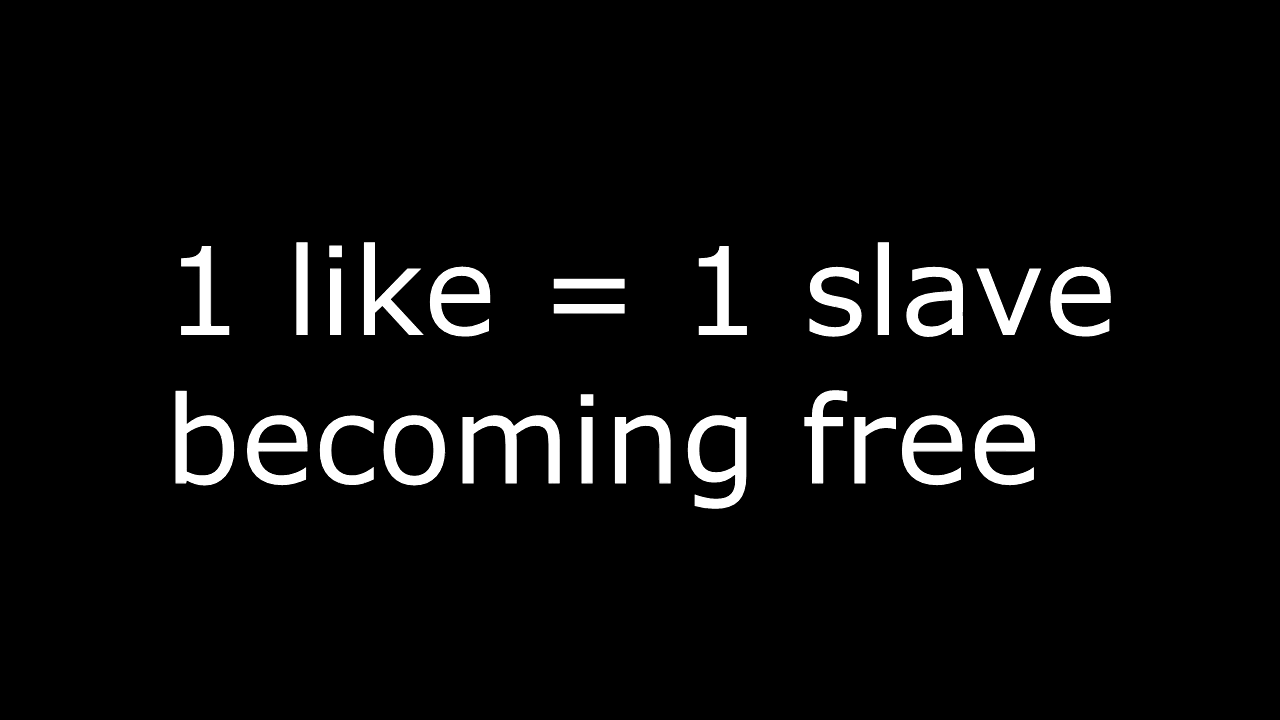 1 like = 1 slave
becoming free